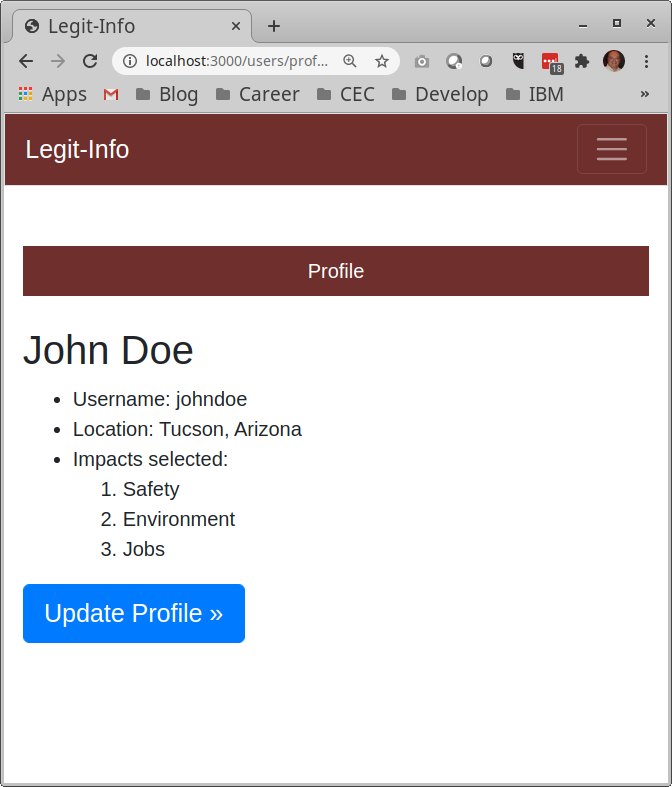 Legit-Info
localhost:3000/users/prof...
18
Apps Blog Career CEC Develop IBM »
Legit-Info
Profile
John Doe
• Username: johndoe
• Location: Tucson, Arizona
• Impacts selected:
1. Safety
2. Environment
3. Jobs
Update Profile »